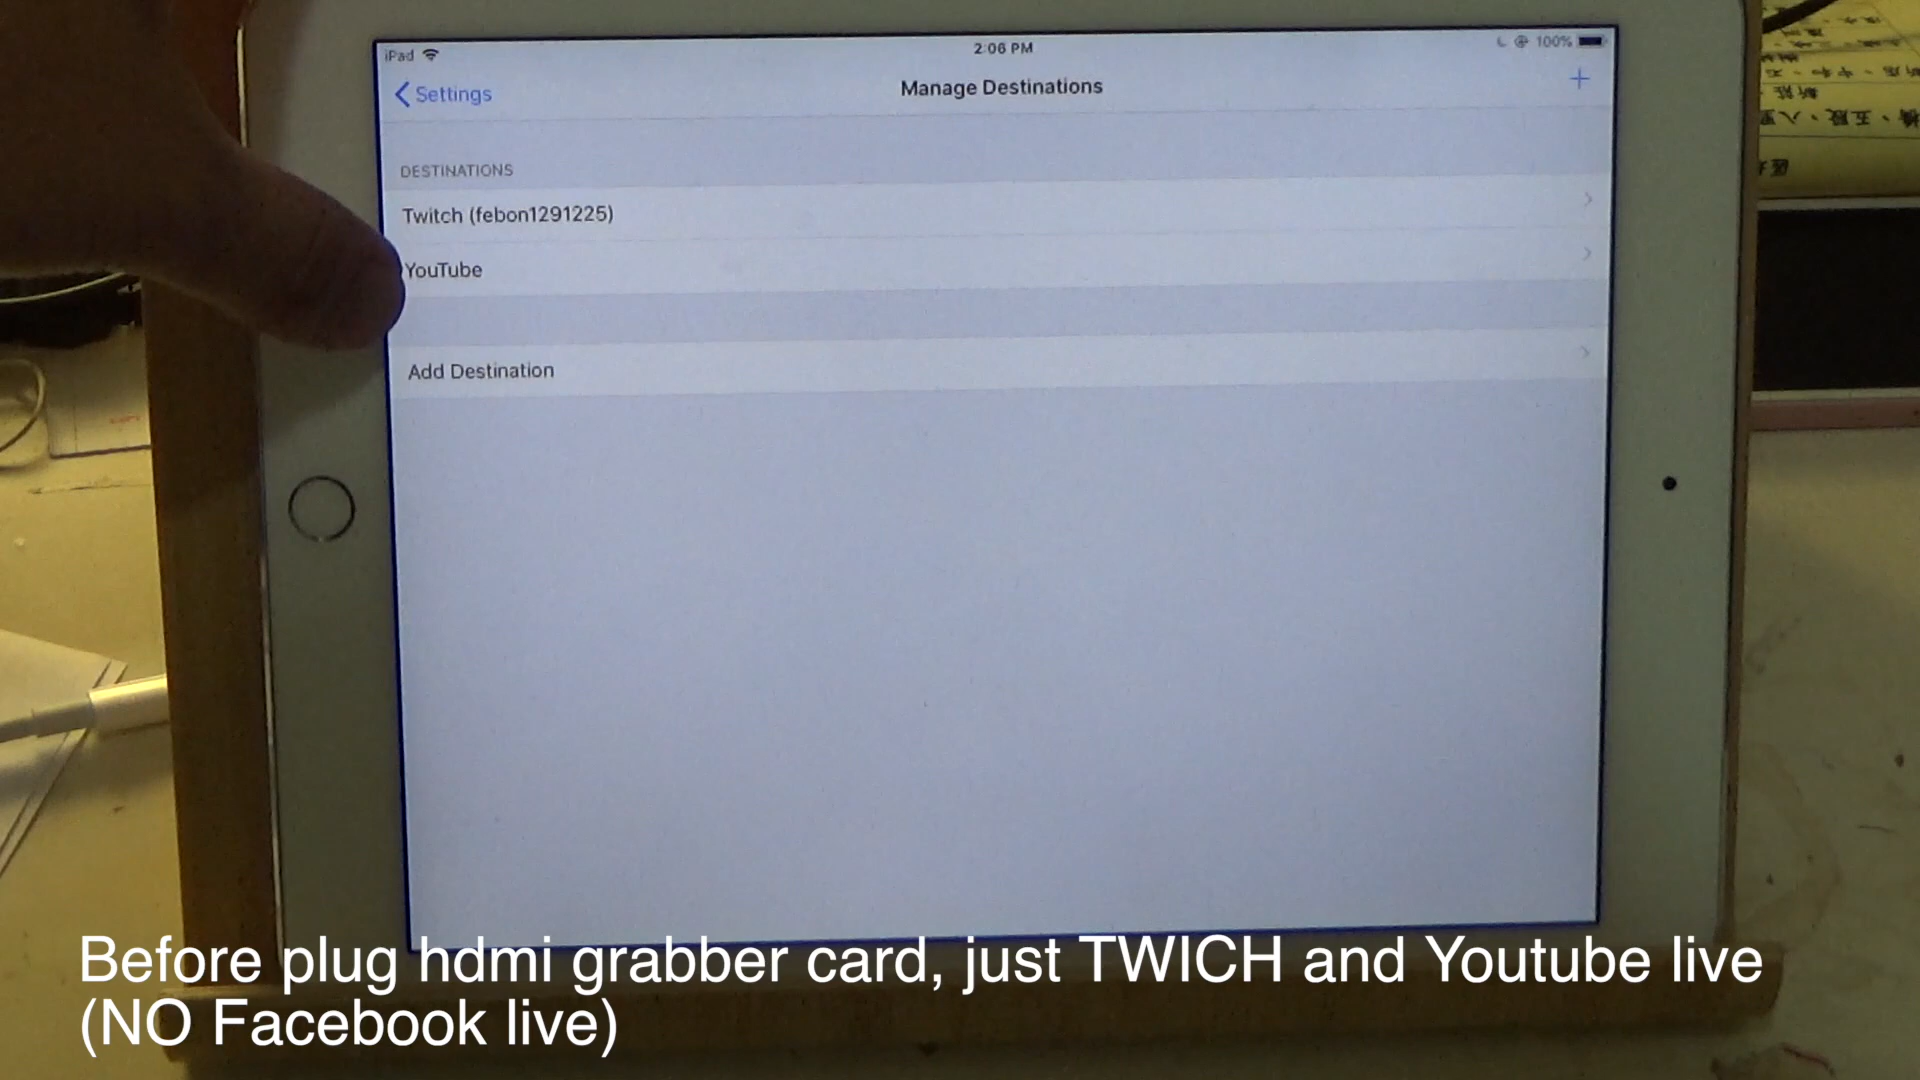 iPad
2:06 PM
100%
Settings
Manage Destinations
+
DESTINATIONS
Twitch (febon1291225)
YouTube
Add Destination
Before plug hdmi grabber card, just TWICH and Youtube live
(NO Facebook live)